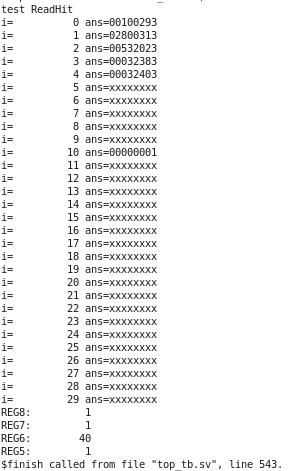 test ReadHit
i=          0 ans=00100293
i=          1 ans=02800313
i=          2 ans=00532023
i=          3 ans=00032383
i=          4 ans=00032403
i=          5 ans=xxxxxxxx
i=          6 ans=xxxxxxxx
i=          7 ans=xxxxxxxx
i=          8 ans=xxxxxxxx
i=          9 ans=xxxxxxxx
i=         10 ans=00000001
i=         11 ans=xxxxxxxx
i=         12 ans=xxxxxxxx
i=         13 ans=xxxxxxxx
i=         14 ans=xxxxxxxx
i=         15 ans=xxxxxxxx
i=         16 ans=xxxxxxxx
i=         17 ans=xxxxxxxx
i=         18 ans=xxxxxxxx
i=         19 ans=xxxxxxxx
i=         20 ans=xxxxxxxx
i=         21 ans=xxxxxxxx
i=         22 ans=xxxxxxxx
i=         23 ans=xxxxxxxx
i=         24 ans=xxxxxxxx
i=         25 ans=xxxxxxxx
i=         26 ans=xxxxxxxx
i=         27 ans=xxxxxxxx
i=         28 ans=xxxxxxxx
i=         29 ans=xxxxxxxx
REG8:         1
REG7:         1
REG6:        40
REG5:         1
$finish called from file "top_tb.sv", line 543.